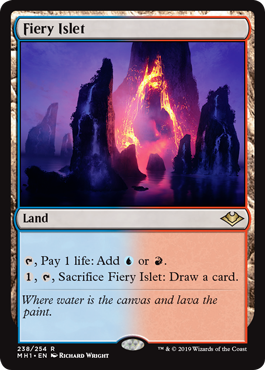 Fiery Islet
Land
, Pay 1 life: Add or .
1, , Sacrifice Fiery Islet: Draw a card.
Where water is the canvas and lava the
paint.
238/254 R
MH1 • EN Richard Wright ™ & © 2019 Wizards of the Coast